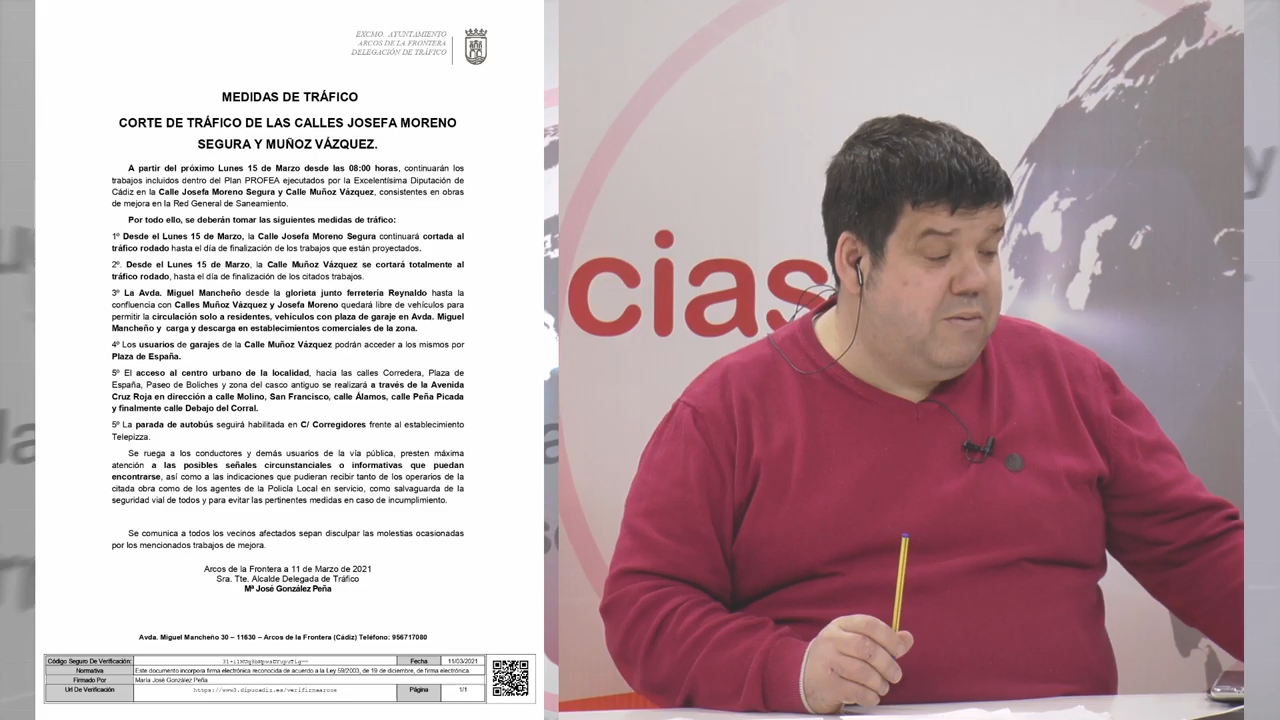 EXCMO. AYUNTAMIENTO
ARCOS DE LA FRONTERA
DELEGACIÓN DE TRÁFICO
MEDIDAS DE TRÁFICO
CORTE DE TRÁFICO DE LAS CALLES JOSEFA MORENO
SEGURA Y MUÑOZ VÁZQUEZ.
A partir del próximo Lunes 15 de Marzo desde las 08:00 horas, continuarán los
trabajos incluidos dentro del Plan PROFEA ejecutados por la Excelentísima Diputación de
Cádiz en la Calle Josefa Moreno Segura y Calle Muñoz Vázquez, consistentes en obras
de mejora en la Red General de Saneamiento.
Por todo ello, se deberán tomar las siguientes medidas de tráfico:
1º Desde el Lunes 15 de Marzo, la Calle Josefa Moreno Segura continuará cortada al
tráfico rodado hasta el día de finalización de los trabajos que están proyectados.
2º. Desde el Lunes 15 de Marzo, la Calle Muñoz Vázquez se cortará totalmente al
tráfico rodado, hasta el día de finalización de los citados trabajos.
3º La Avda. Miguel Mancheño desde la glorieta junto ferretería Reynaldo hasta la
confluencia con Calles Muñoz Vázquez y Josefa Moreno quedará libre de vehículos para
permitir la circulación solo a residentes, vehículos con plaza de garaje en Avda. Miguel
Mancheño y carga y descarga en establecimientos comerciales de la zona.
4º Los usuarios de garajes de la Calle Muñoz Vázquez podrán acceder a los mismos por
Plaza de España.
5º El acceso al centro urbano de la localidad, hacia las calles Corredera, Plaza de
España, Paseo de Boliches y zona del casco antiguo se realizará a través de la Avenida
Cruz Roja en dirección a calle Molino, San Francisco, calle Álamos, calle Peña Picada
y finalmente calle Debajo del Corral.
5º La parada de autobús seguirá habilitada en C/ Corregidores frente al establecimiento
Telepizza.
Se ruega a los conductores y demás usuarios de la vía pública, presten máxima
atención a las posibles señales circunstanciales o informativas que puedan
encontrarse, así como a las indicaciones que pudieran recibir tanto de los operarios de la
citada obra como de los agentes de la Policía Local en servicio, como salvaguarda de la
seguridad vial de todos y para evitar las pertinentes medidas en caso de incumplimiento.
Se comunica a todos los vecinos afectados sepan disculpar las molestias ocasionadas
por los mencionados trabajos de mejora.
Arcos de la Frontera a 11 de Marzo de 2021
Sra. Tte. Alcalde Delegada de Tráfico
Mª José González Peña
Avda. Miguel Mancheño 30 – 11630 – Arcos de la Frontera (Cádiz) Teléfono: 956717080
Código Seguro De Verificación: Fecha 11/03/2021
Normativa Este documento incorpora firma electrónica reconocida de acuerdo a la Ley 59/2003, de 19 de diciembre, de firma electrónica.
Firmado Por María José González Peña
Url De Verificación https://www3.dipucadiz.es/verifirmaarcos Página 1/1
cias